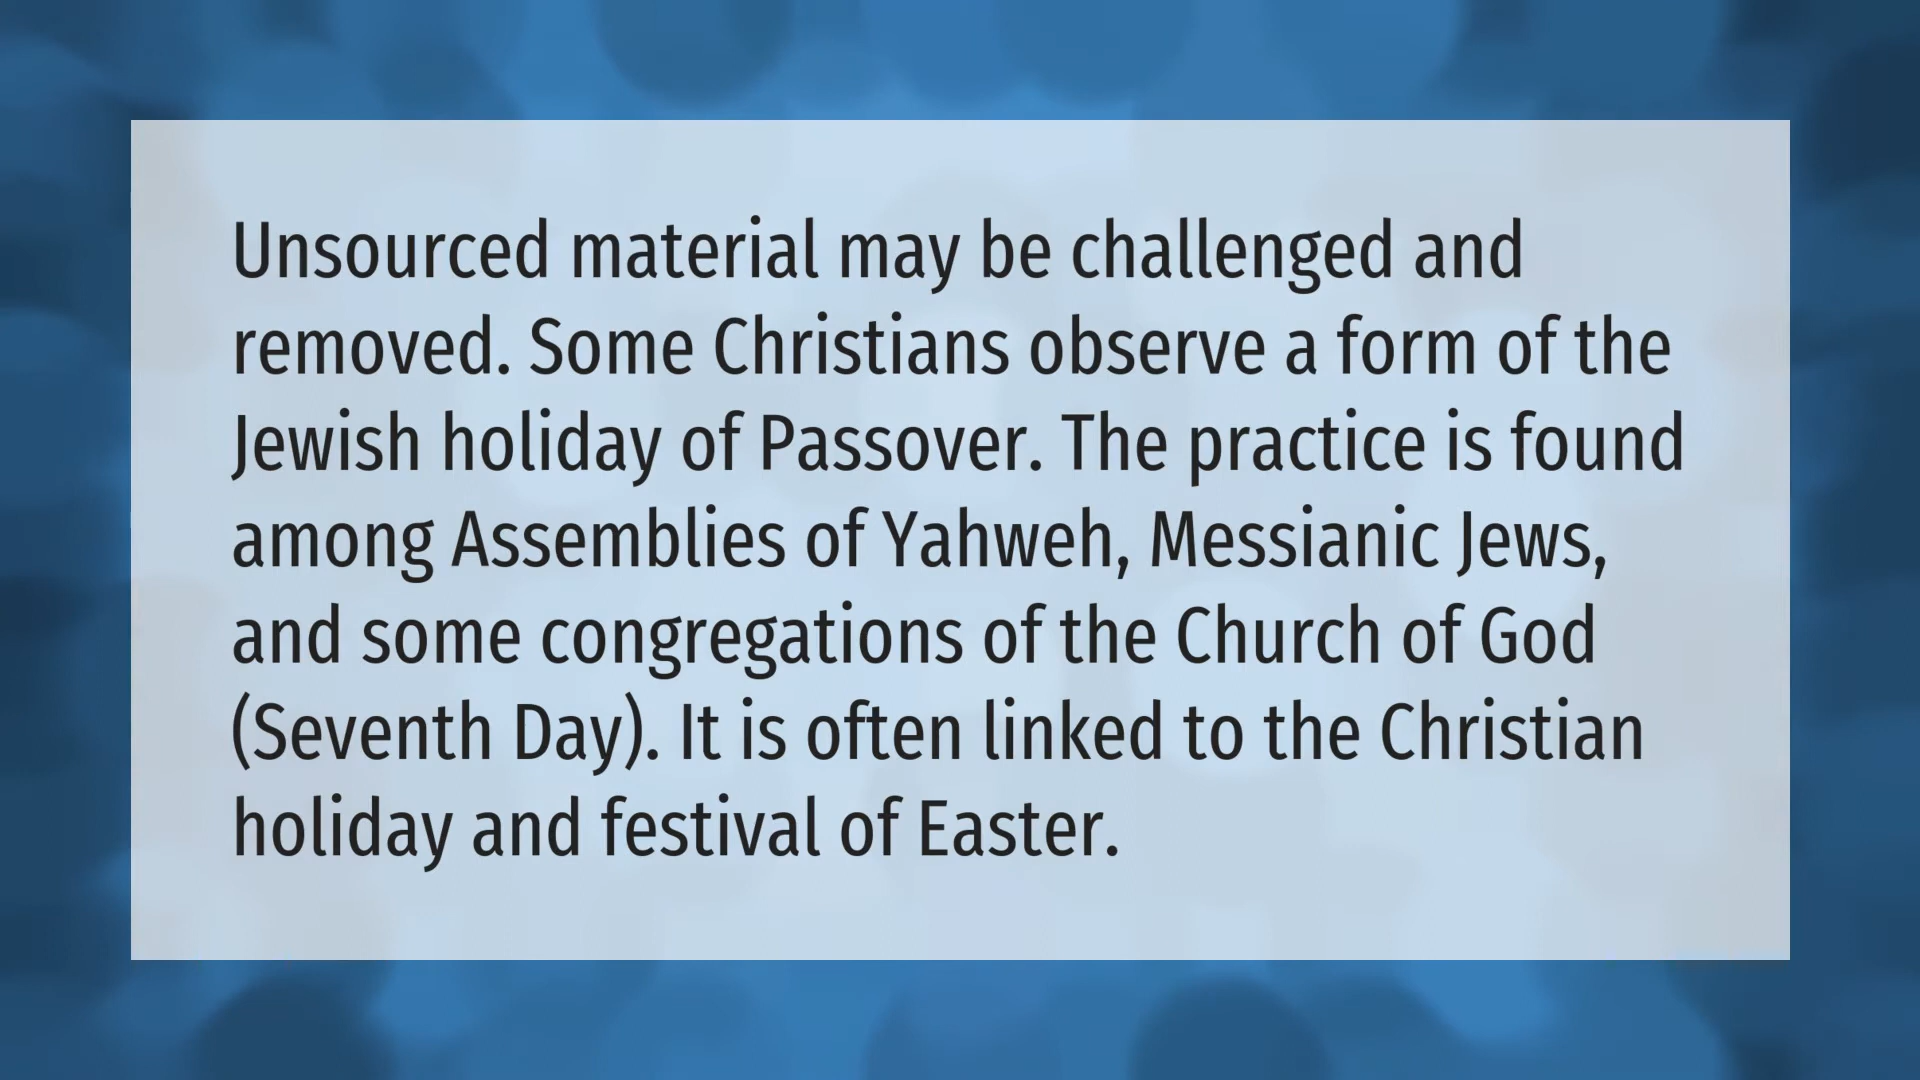 Unsourced material may be challenged and
removed. Some Christians observe a form of the
Jewish holiday of Passover. The practice is found
among Assemblies of Yahweh, Messianic Jews,
and some congregations of the Church of God
(Seventh Day). It is often linked to the Christian
holiday and festival of Easter.